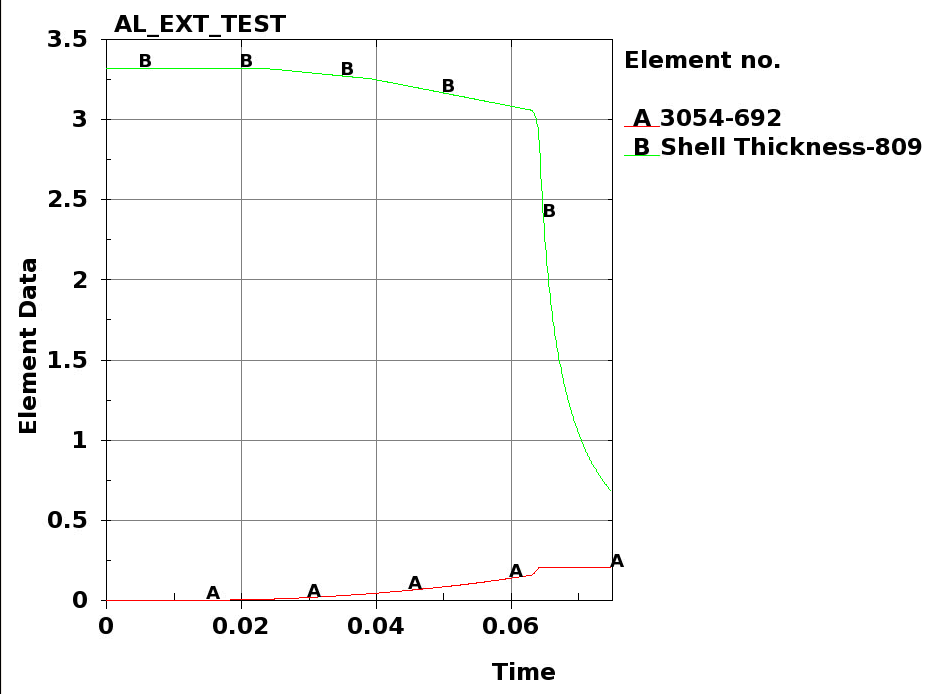 AL_EXT_TEST
3.5
3
2.5
2
1.5
1
0.5
0
0 0.02 0.04 0.06
Element Data
Time
B B B B B
A A A A A
Element no.
A 3054-692
B Shell Thickness-809